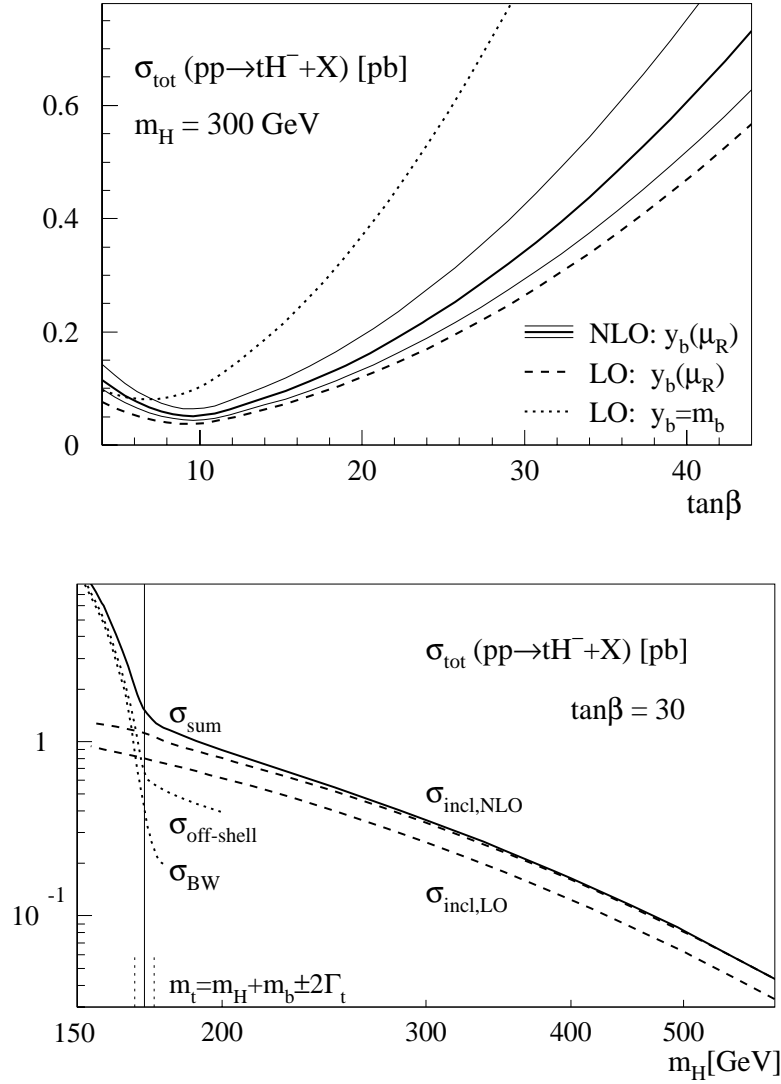 σtot (pp→tH⁻+X) [pb]
mH = 300 GeV
0.6
0.4
0.2
0
NLO: yb(μR)
LO: yb(μR)
LO: yb=mb
10 20 30 40
tanβ
σtot (pp→tH⁻+X) [pb]
tanβ = 30
σsum
1
σincl,NLO
σoff-shell
σBW
σincl,LO
10⁻¹
mt=mH+mb±2Γt
150 200 300 400 500
mH[GeV]